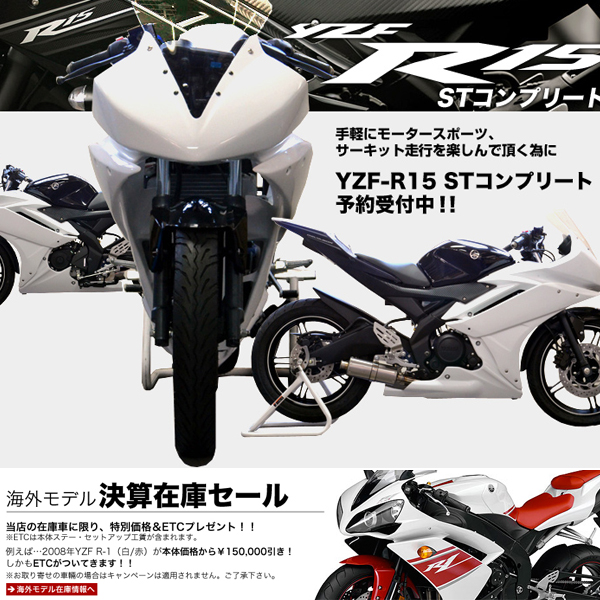 R15
YZF
R15
STコンプリート
手軽にモータースポーツ、
サーキット走行を楽しんで頂く為に
YZF-R15 STコンプリート
予約受付中!!
海外モデル決算在庫セール
当店の在庫車に限り、特別価格&ETCプレゼント!!
※ETCは本体ステー・セットアップ工賃が含まれます。
例えば…2008年YZF R-1（白/赤）が本体価格から￥150,000引き!
しかもETCがついてきます!!
※お取り寄せの車輛の場合はキャンペーンは適用されません。ご了承下さい。
海外モデル在庫情報へ
R1